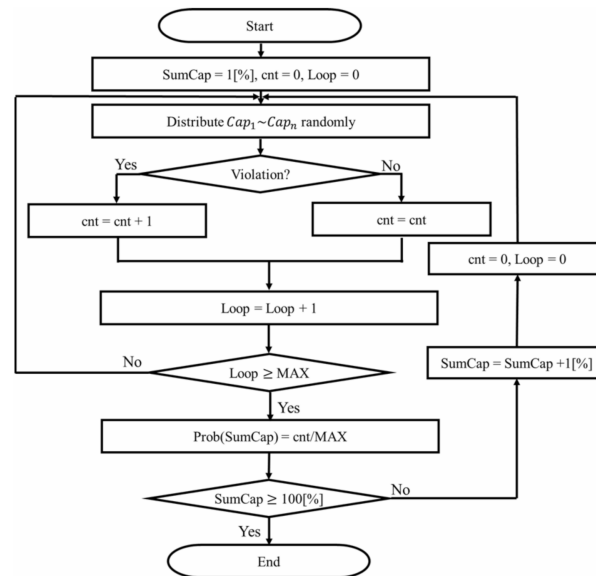 Start
SumCap = 1[%], cnt = 0, Loop = 0
Distribute Cap₁~Capₙ randomly
Yes
Violation?
No
cnt = cnt + 1
cnt = cnt
cnt = 0, Loop = 0
Loop = Loop + 1
No
Loop ≥ MAX
SumCap = SumCap +1[%]
Yes
Prob(SumCap) = cnt/MAX
SumCap ≥ 100[%]
No
Yes
End